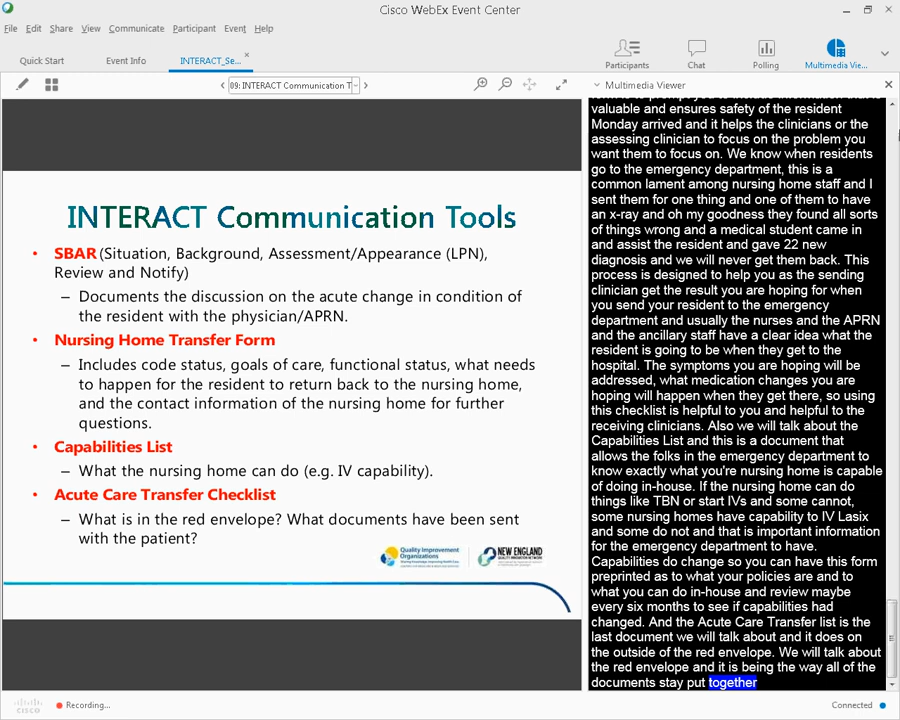 Cisco WebEx Event Center
File Edit Share View Communicate Participant Event Help
Quick Start Event Info INTERACT_Se...
Participants Chat Polling Multimedia Vie...
09: INTERACT Communication T
Multimedia Viewer
INTERACT Communication Tools
• SBAR (Situation, Background, Assessment/Appearance (LPN),
Review and Notify)
– Documents the discussion on the acute change in condition of
the resident with the physician/APRN.
• Nursing Home Transfer Form
– Includes code status, goals of care, functional status, what needs
to happen for the resident to return back to the nursing home,
and the contact information of the nursing home for further
questions.
• Capabilities List
– What the nursing home can do (e.g. IV capability).
• Acute Care Transfer Checklist
– What is in the red envelope? What documents have been sent
with the patient?
Quality Improvement
Organizations
NEW ENGLAND
valuable and ensures safety of the resident
Monday arrived and it helps the clinicians or the
assessing clinician to focus on the problem you
want them to focus on. We know when residents
go to the emergency department, this is a
common lament among nursing home staff and I
sent them for one thing and one of them to have
an x-ray and oh my goodness they found all sorts
of things wrong and a medical student came in
and assist the resident and gave 22 new
diagnosis and we will never get them back. This
process is designed to help you as the sending
clinician get the result you are hoping for when
you send your resident to the emergency
department and usually the nurses and the APRN
and the ancillary staff have a clear idea what the
resident is going to be when they get to the
hospital. The symptoms you are hoping will be
addressed, what medication changes you are
hoping will happen when they get there, so using
this checklist is helpful to you and helpful to the
receiving clinicians. Also we will talk about the
Capabilities List and this is a document that
allows the folks in the emergency department to
know exactly what you're nursing home is capable
of doing in-house. If the nursing home can do
things like TBN or start IVs and some cannot,
some nursing homes have capability to IV Lasix
and some do not and that is important information
for the emergency department to have.
Capabilities do change so you can have this form
preprinted as to what your policies are and to
what you can do in-house and review maybe
every six months to see if capabilities had
changed. And the Acute Care Transfer list is the
last document we will talk about and it does on
the outside of the red envelope. We will talk about
the red envelope and it is being the way all of the
documents stay put together
cisco
Recording...
Connected